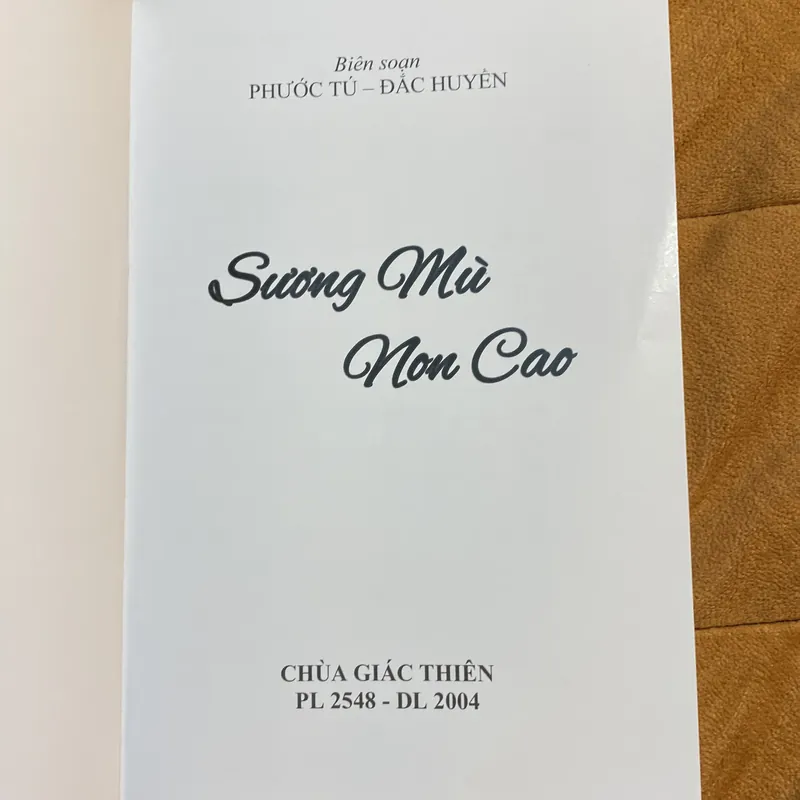 Biên soạn
PHƯỚC TÚ – ĐẮC HUYỀN
Sương Mù
Non Cao
CHÙA GIÁC THIÊN
PL 2548 - DL 2004